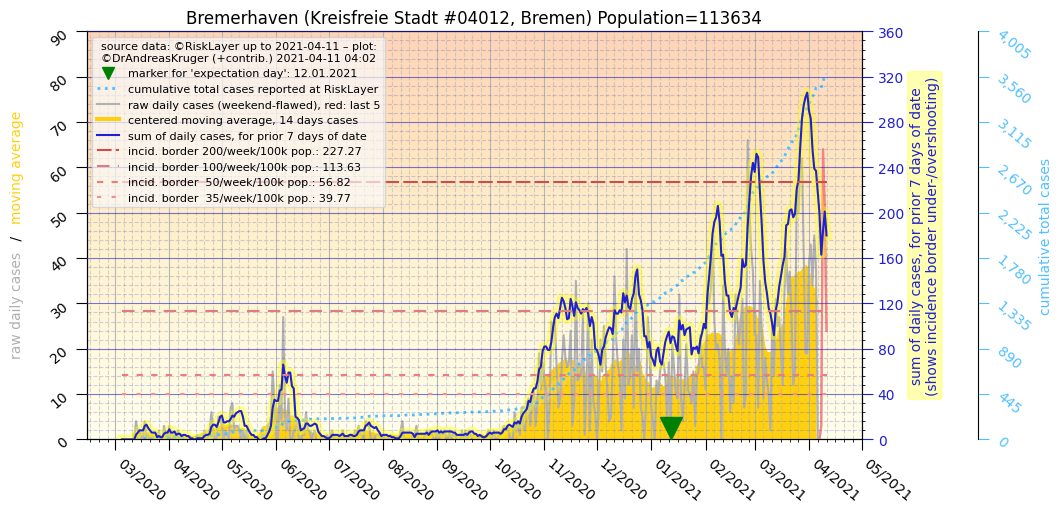 Bremerhaven (Kreisfreie Stadt #04012, Bremen) Population=113634
source data: ©RiskLayer up to 2021-04-11 – plot:
©DrAndreasKruger (+contrib.) 2021-04-11 04:02
marker for 'expectation day': 12.01.2021
cumulative total cases reported at RiskLayer
raw daily cases (weekend-flawed), red: last 5
centered moving average, 14 days cases
sum of daily cases, for prior 7 days of date
incid. border 200/week/100k pop.: 227.27
incid. border 100/week/100k pop.: 113.63
incid. border  50/week/100k pop.: 56.82
incid. border  35/week/100k pop.: 39.77
raw daily cases / moving average
90
80
70
60
50
40
30
20
10
0
03/2020
04/2020
05/2020
06/2020
07/2020
08/2020
09/2020
10/2020
11/2020
12/2020
01/2021
02/2021
03/2021
04/2021
05/2021
360
320
280
240
200
160
120
80
40
0
sum of daily cases, for prior 7 days of date
(shows incidence border under-/overshooting)
4,005
3,560
3,115
2,670
2,225
1,780
1,335
890
445
0
cumulative total cases